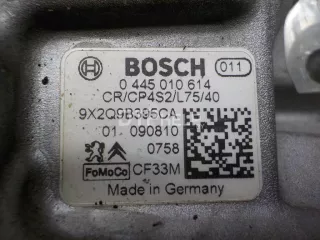 BOSCH 011
0 445 010 614
CR/CP4S2/L75/40
9X2Q9B395CA
01 090810
0758
FoMoCo CF33M
Made in Germany